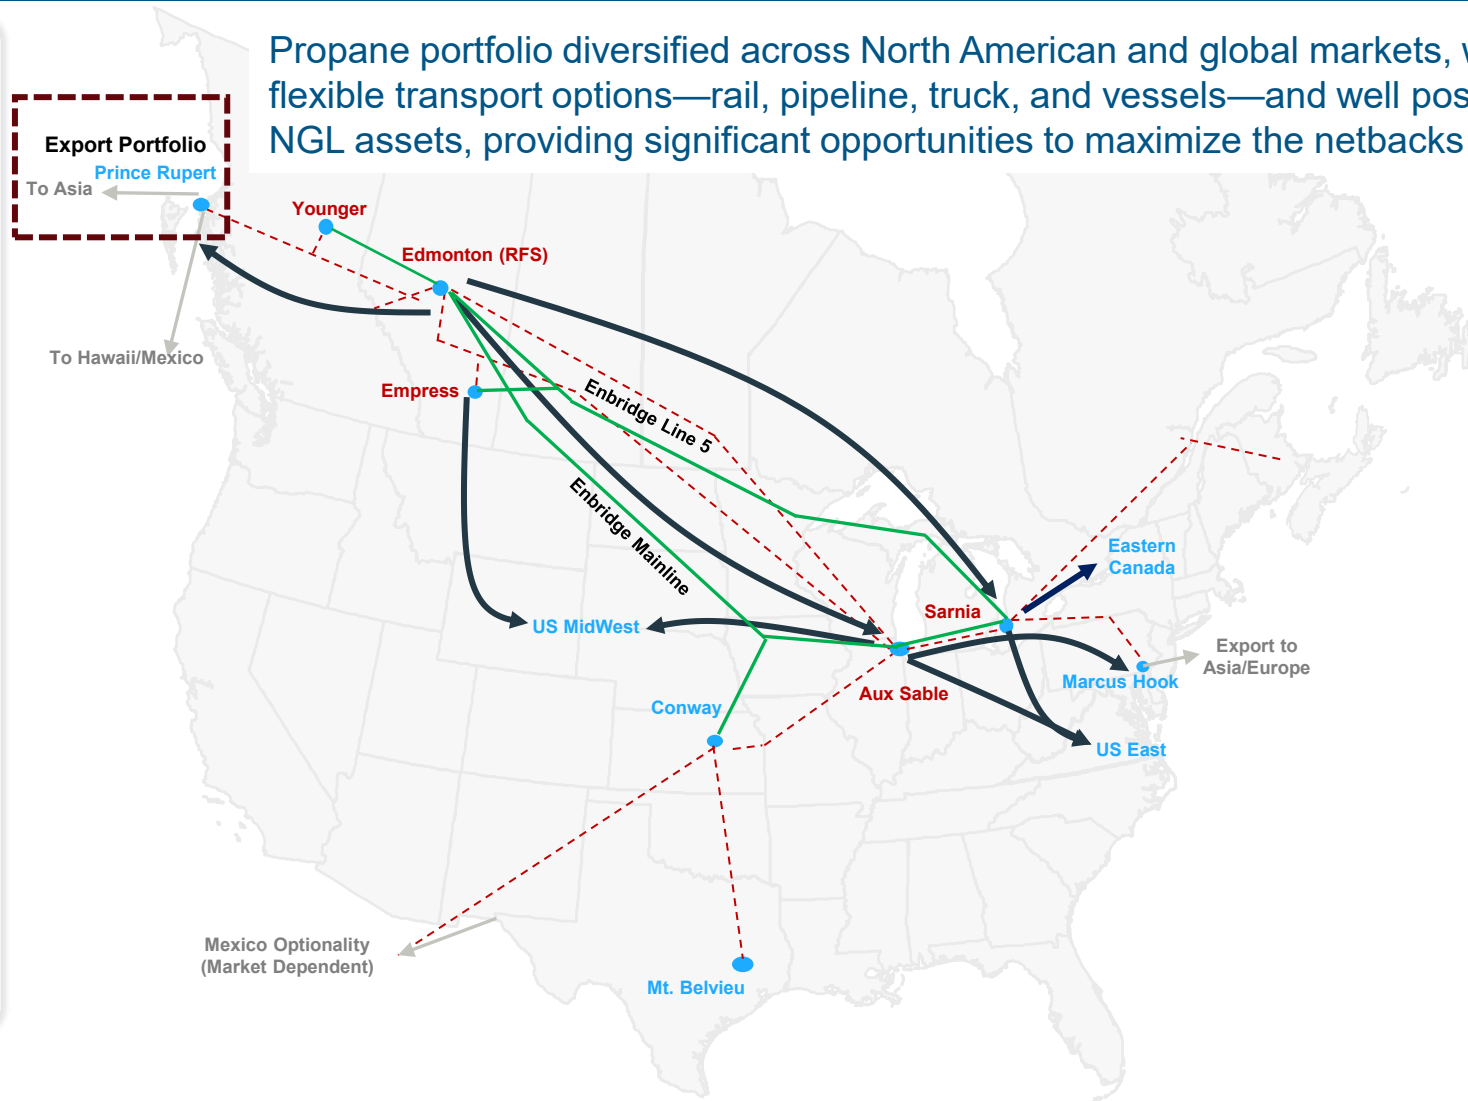 Propane portfolio diversified across North American and global markets,
flexible transport options—rail, pipeline, truck, and vessels—and well
NGL assets, providing significant opportunities to maximize the netbacks
Export Portfolio
Prince Rupert
To Asia
Younger
Edmonton (RFS)
To Hawaii/Mexico
Empress
Enbridge Line 5
Enbridge Mainline
Eastern
Canada
Sarnia
US MidWest
Export to
Asia/Europe
Marcus Hook
Aux Sable
Conway
US East
Mexico Optionality
(Market Dependent)
Mt. Belvieu